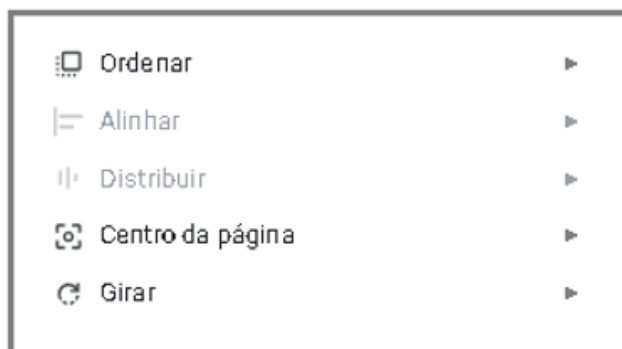 Ordenar
Alinhar
Distribuir
Centro da página
Girar